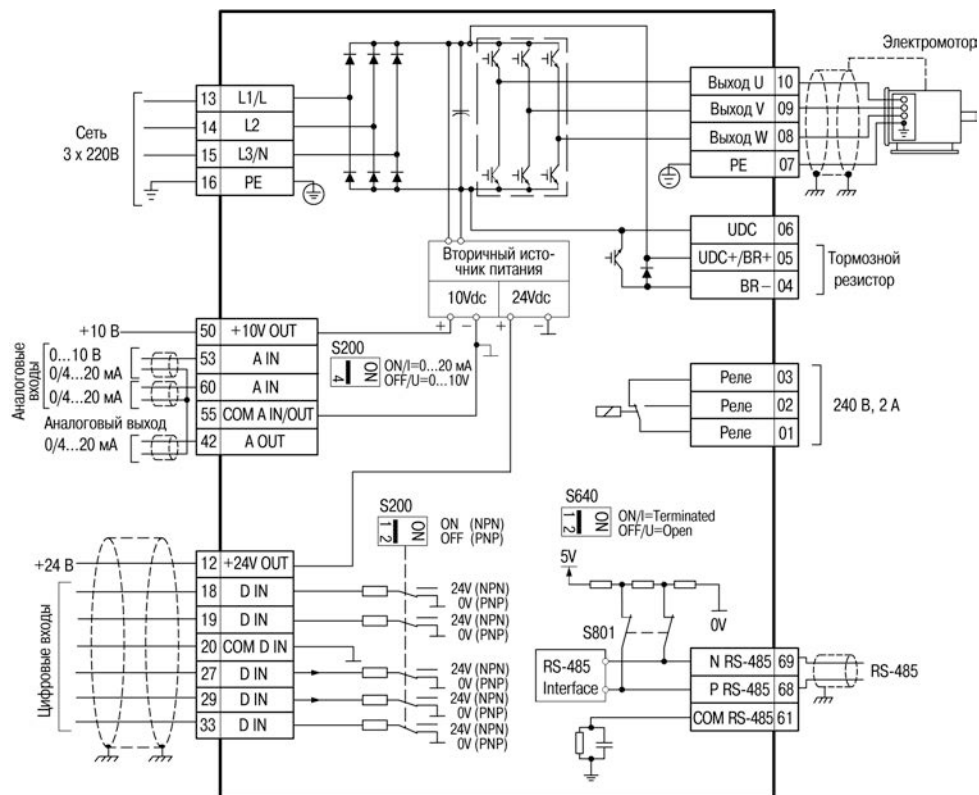 Сеть
3 x 220В
13 L1/L
14 L2
15 L3/N
16 PE
Вторичный исто-
чник питания
10Vdc 24Vdc
+ − + −
Электромотор
Выход U 10
Выход V 09
Выход W 08
PE 07
UDC 06
UDC+/BR+ 05
BR− 04
Тормозной
резистор
+10 В
50 +10V OUT
53 A IN
60 A IN
55 COM A IN/OUT
42 A OUT
Аналоговые
входы
0...10 В
0/4...20 мА
0/4...20 мА
Аналоговый выход
0/4...20 мА
S200
4 ON
ON/I=0...20 mA
OFF/U=0...10V
Реле 03
Реле 02
Реле 01
240 В, 2 А
S200
1 2 ON
ON (NPN)
OFF (PNP)
+24 В
Цифровые входы
12 +24V OUT
18 D IN
19 D IN
20 COM D IN
27 D IN
29 D IN
33 D IN
24V (NPN)
0V (PNP)
24V (NPN)
0V (PNP)
24V (NPN)
0V (PNP)
24V (NPN)
0V (PNP)
24V (NPN)
0V (PNP)
S640
1 2 ON
ON/I=Terminated
OFF/U=Open
5V
0V
S801
RS-485
Interface
N RS-485 69
P RS-485 68
COM RS-485 61
RS-485